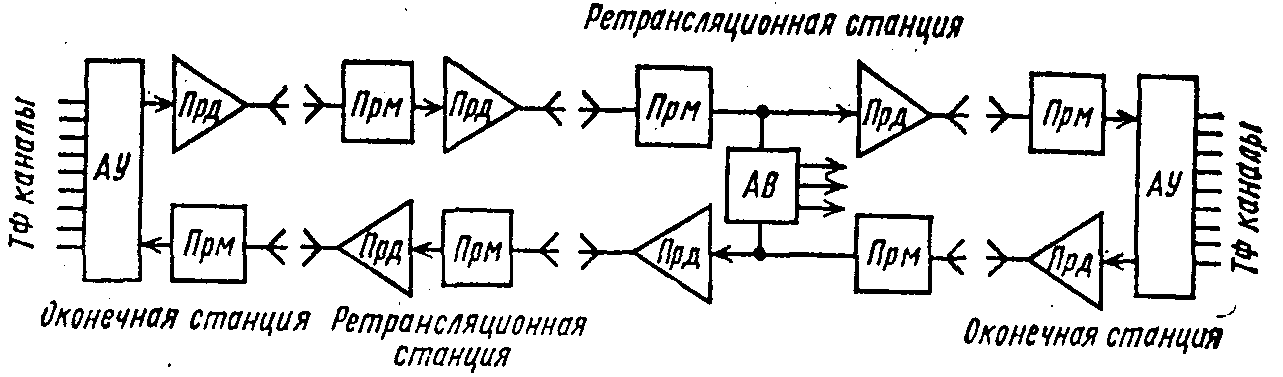 Ретрансляционная станция
ТФ каналы
АУ
Прд
Прм
Прд
Прм
Прд
Прм
АУ
ТФ каналы
АВ
Прм
Прд
Прм
Прд
Прм
Прд
Оконечная станция
Ретрансляционная
станция
Оконечная станция